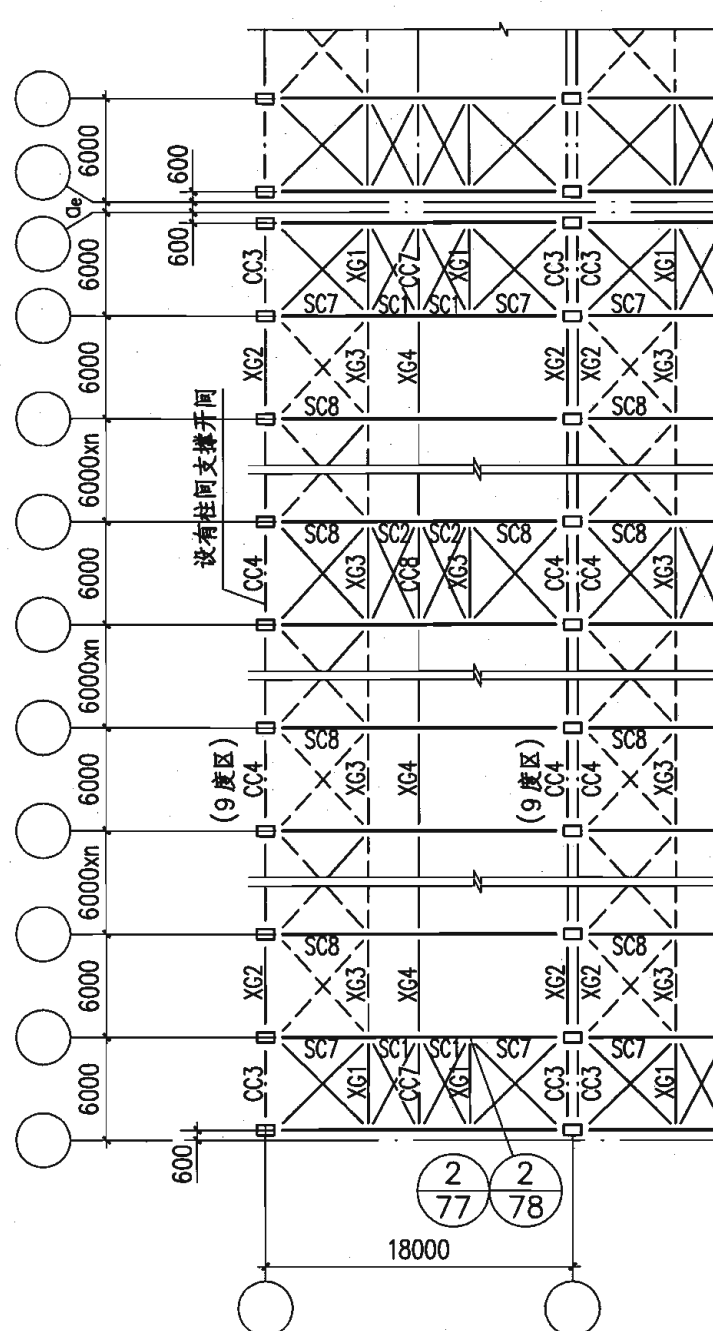 6000
600
ae
600
6000
CC3
XG1
CC7
XG1
CC3
CC3
XG1
SC7
SC1
SC1
SC7
SC7
6000
XG2
XG3
XG4
XG2
XG2
XG3
SC8
SC8
6000xn
设有柱间支撑开间
SC8
SC2
SC2
SC8
SC8
6000
CC4
XG3
CC8
XG3
CC4
CC4
XG3
6000xn
SC8
SC8
6000
(9度区)
CC4
XG3
XG4
(9度区)
CC4
CC4
XG3
6000xn
SC8
SC8
6000
XG2
XG3
XG4
XG2
XG2
XG3
SC7
SC1
SC1
SC7
SC7
6000
CC3
XG1
CC7
XG1
CC3
CC3
XG1
600
2
77
2
78
18000